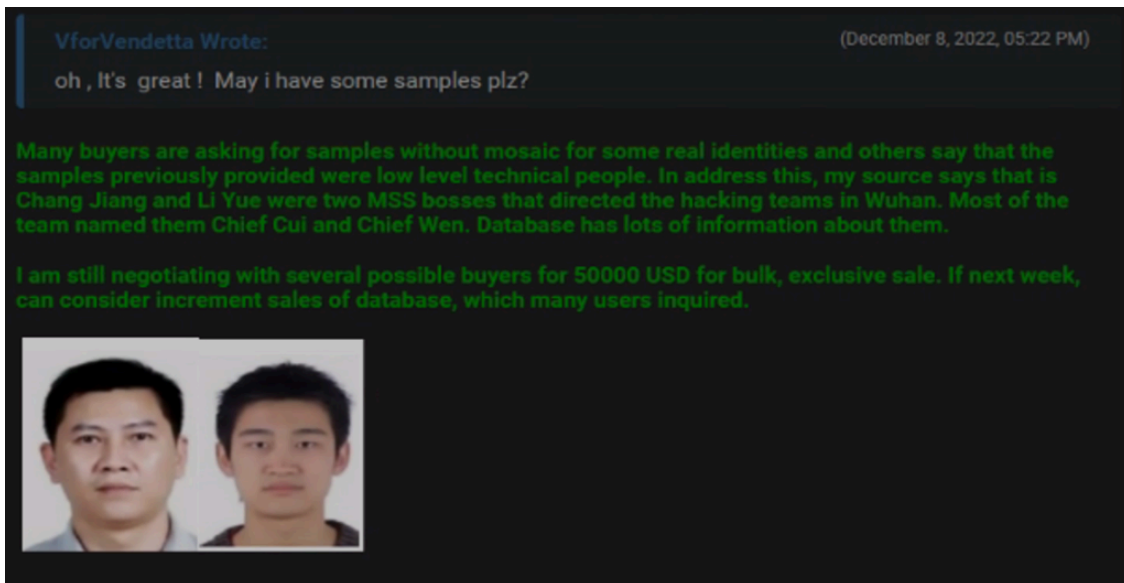 VforVendetta Wrote:
(December 8, 2022, 05:22 PM)
oh , It's great ! May i have some samples plz?
Many buyers are asking for samples without mosaic for some real identities and others say that the
samples previously provided were low level technical people. In address this, my source says that is
Chang Jiang and Li Yue were two MSS bosses that directed the hacking teams in Wuhan. Most of the
team named them Chief Cui and Chief Wen. Database has lots of information about them.
I am still negotiating with several possible buyers for 50000 USD for bulk, exclusive sale. If next week,
can consider increment sales of database, which many users inquired.